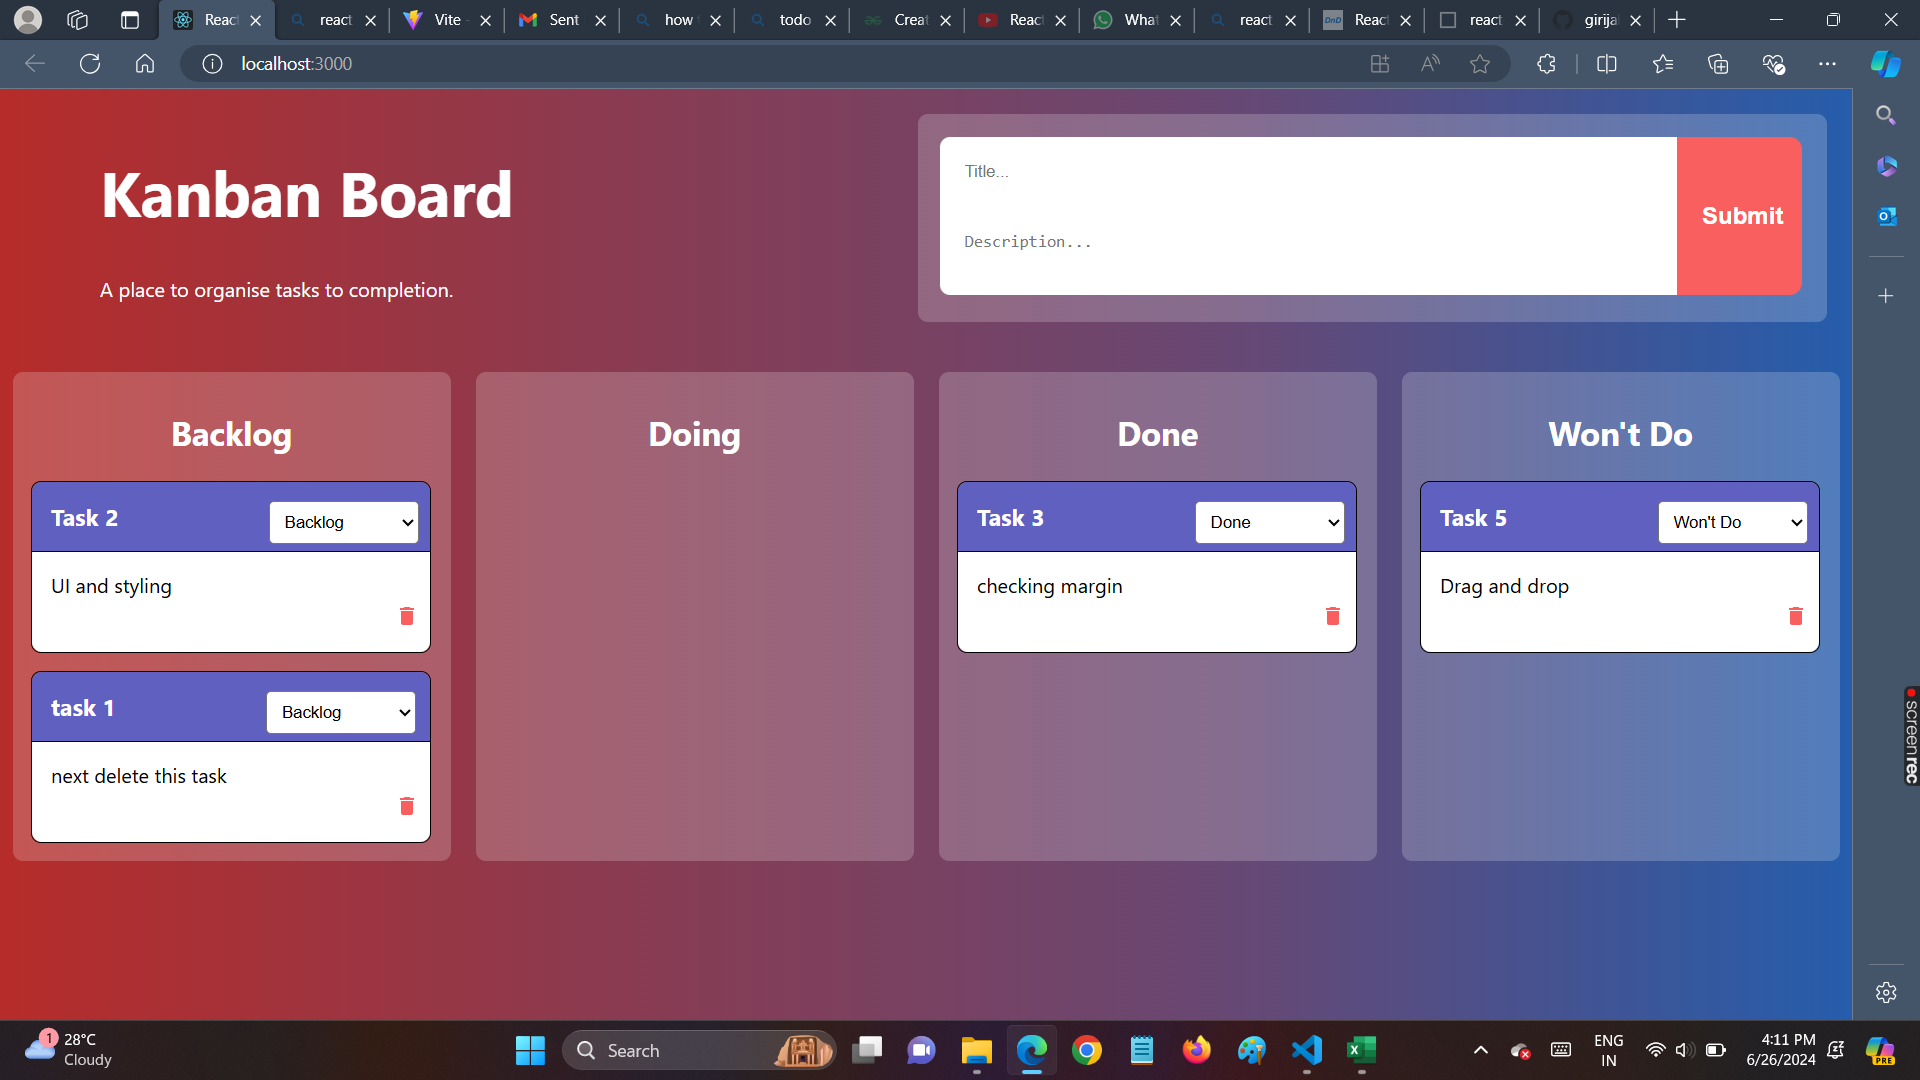 React
react
Vite -
Sent
how t
todo
Creat
React
What
react
React
react
girija
localhost:3000
Kanban Board
A place to organise tasks to completion.
Title...
Description...
Submit
Backlog
Doing
Done
Won't Do
Task 2
Backlog
UI and styling
task 1
Backlog
next delete this task
Task 3
Done
checking margin
Task 5
Won't Do
Drag and drop
screenrec
1
28°C
Cloudy
Search
ENG
IN
4:11 PM
6/26/2024
PRE